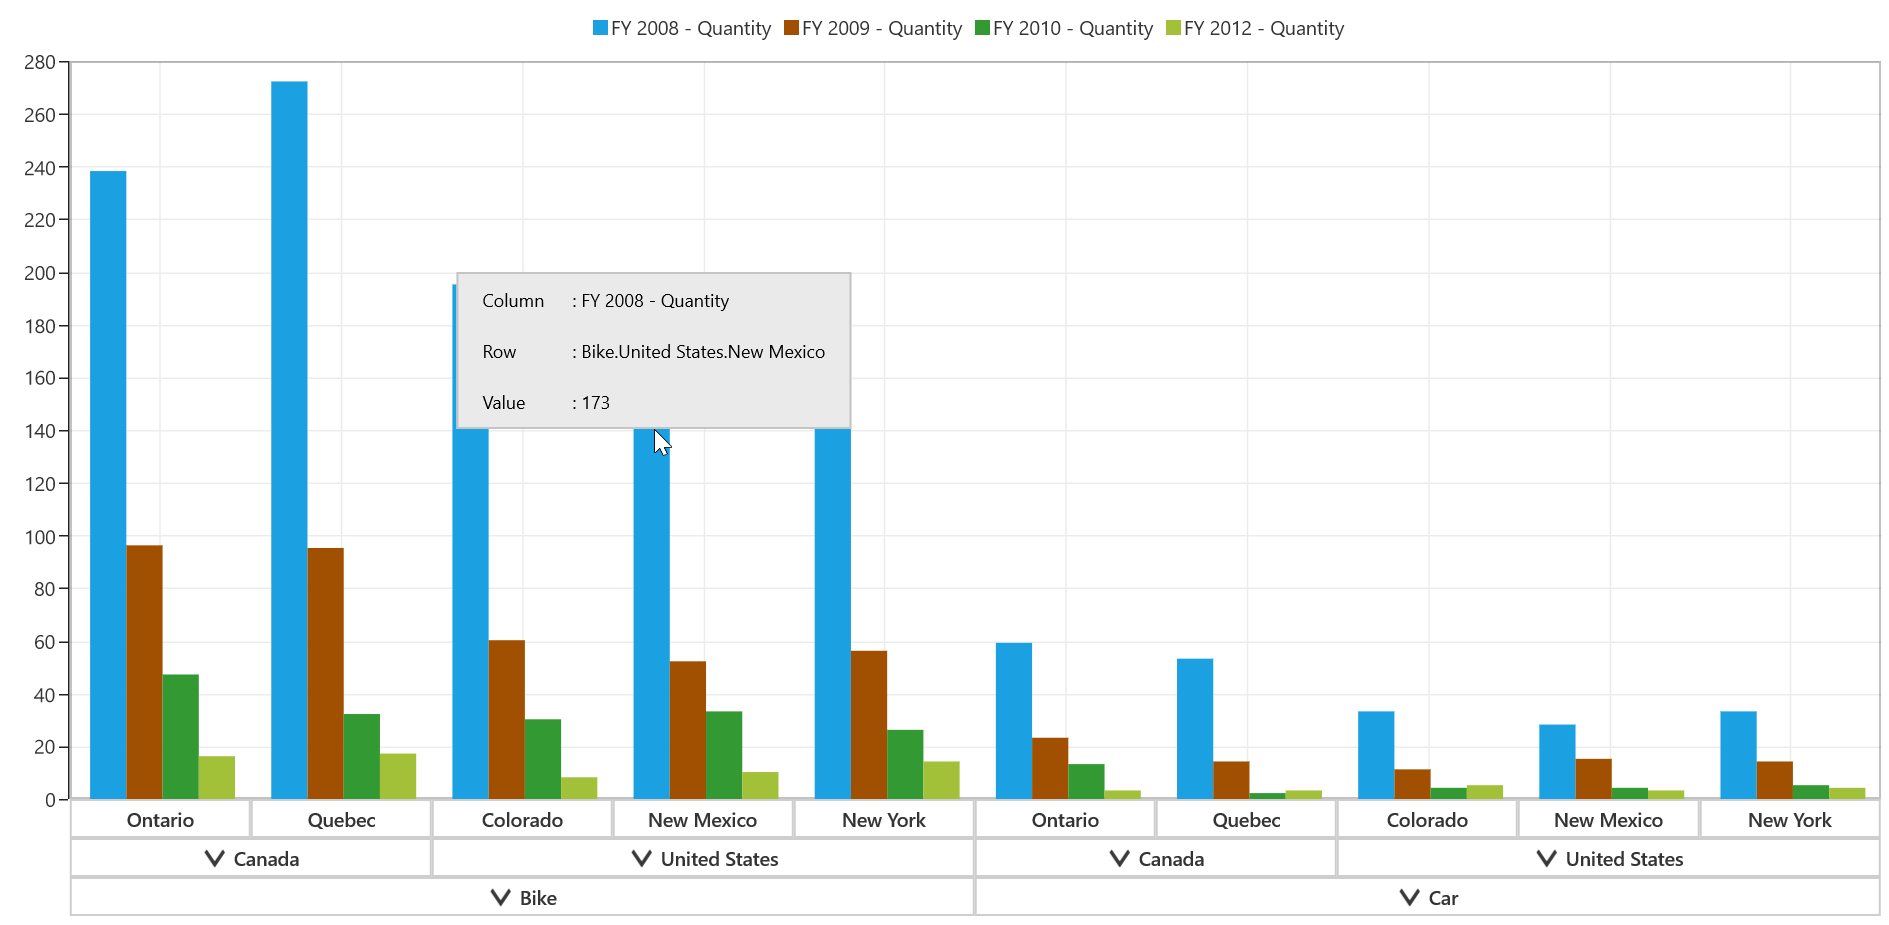 FY 2008 - Quantity FY 2009 - Quantity FY 2010 - Quantity FY 2012 - Quantity
280
260
240
220
200
180
160
140
120
100
80
60
40
20
0
Column : FY 2008 - Quantity
Row : Bike.United States.New Mexico
Value : 173
Ontario Quebec Colorado New Mexico New York Ontario Quebec Colorado New Mexico New York
Canada United States Canada United States
Bike Car